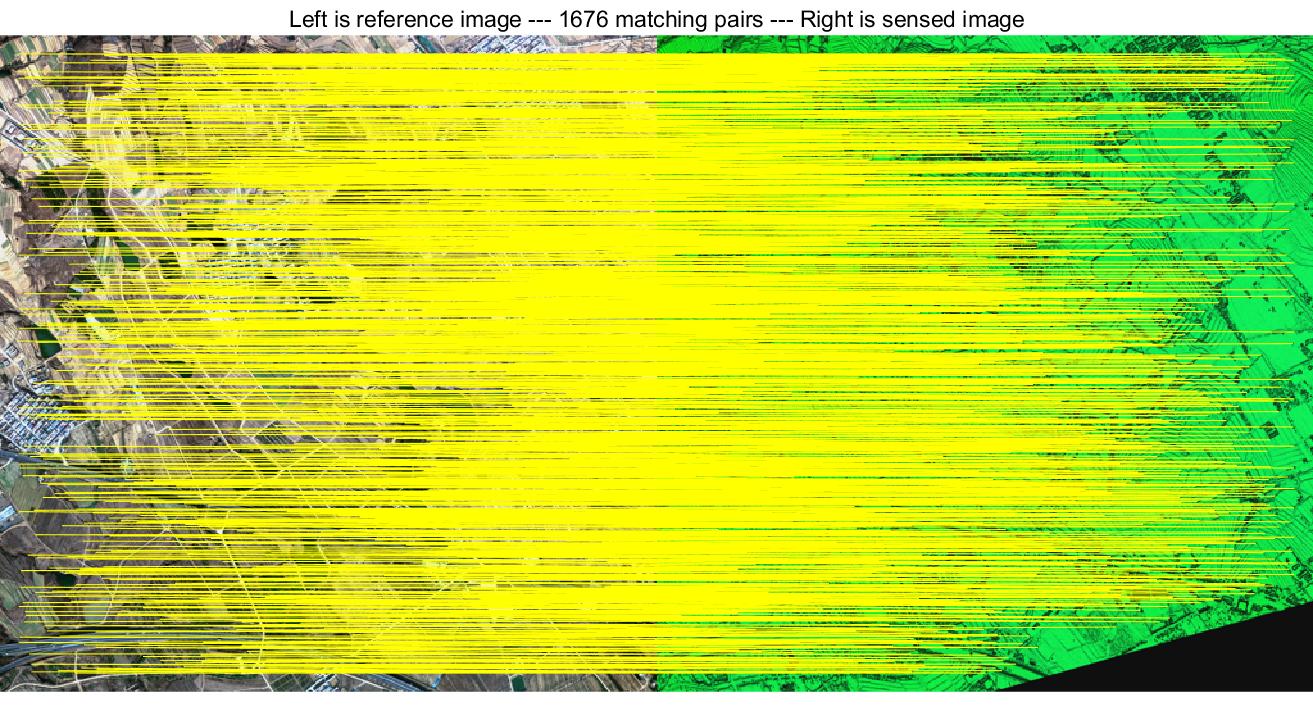 Left is reference image --- 1676 matching pairs --- Right is sensed image